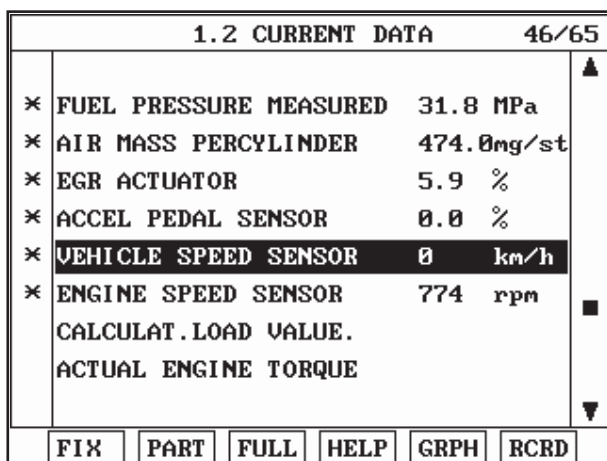 1.2 CURRENT DATA 46/65
* FUEL PRESSURE MEASURED 31.8 MPa
* AIR MASS PERCYLINDER 474.0mg/st
* EGR ACTUATOR 5.9 %
* ACCEL PEDAL SENSOR 0.0 %
* VEHICLE SPEED SENSOR 0 km/h
* ENGINE SPEED SENSOR 774 rpm
CALCULAT.LOAD VALUE.
ACTUAL ENGINE TORQUE
FIX PART FULL HELP GRPH RCRD